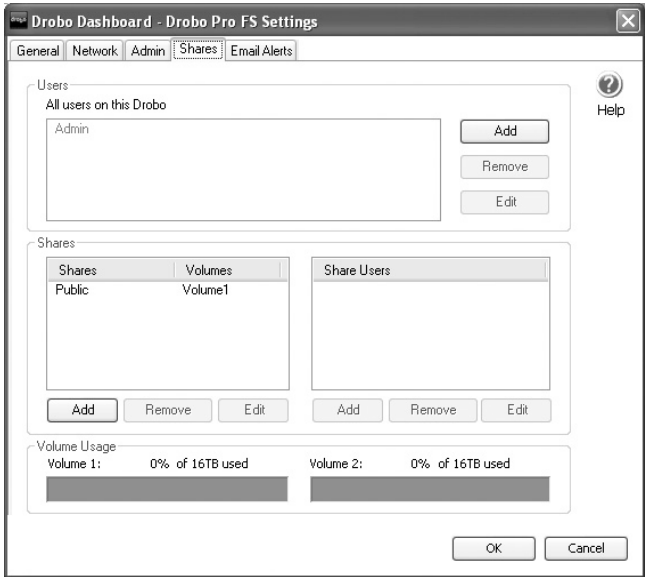 Drobo Dashboard - Drobo Pro FS Settings
General Network Admin Shares Email Alerts
Users
All users on this Drobo
Admin
Add
Remove
Edit
Help
Shares
Shares Volumes
Public Volume1
Add Remove Edit
Share Users
Add Remove Edit
Volume Usage
Volume 1: 0% of 16TB used
Volume 2: 0% of 16TB used
OK Cancel